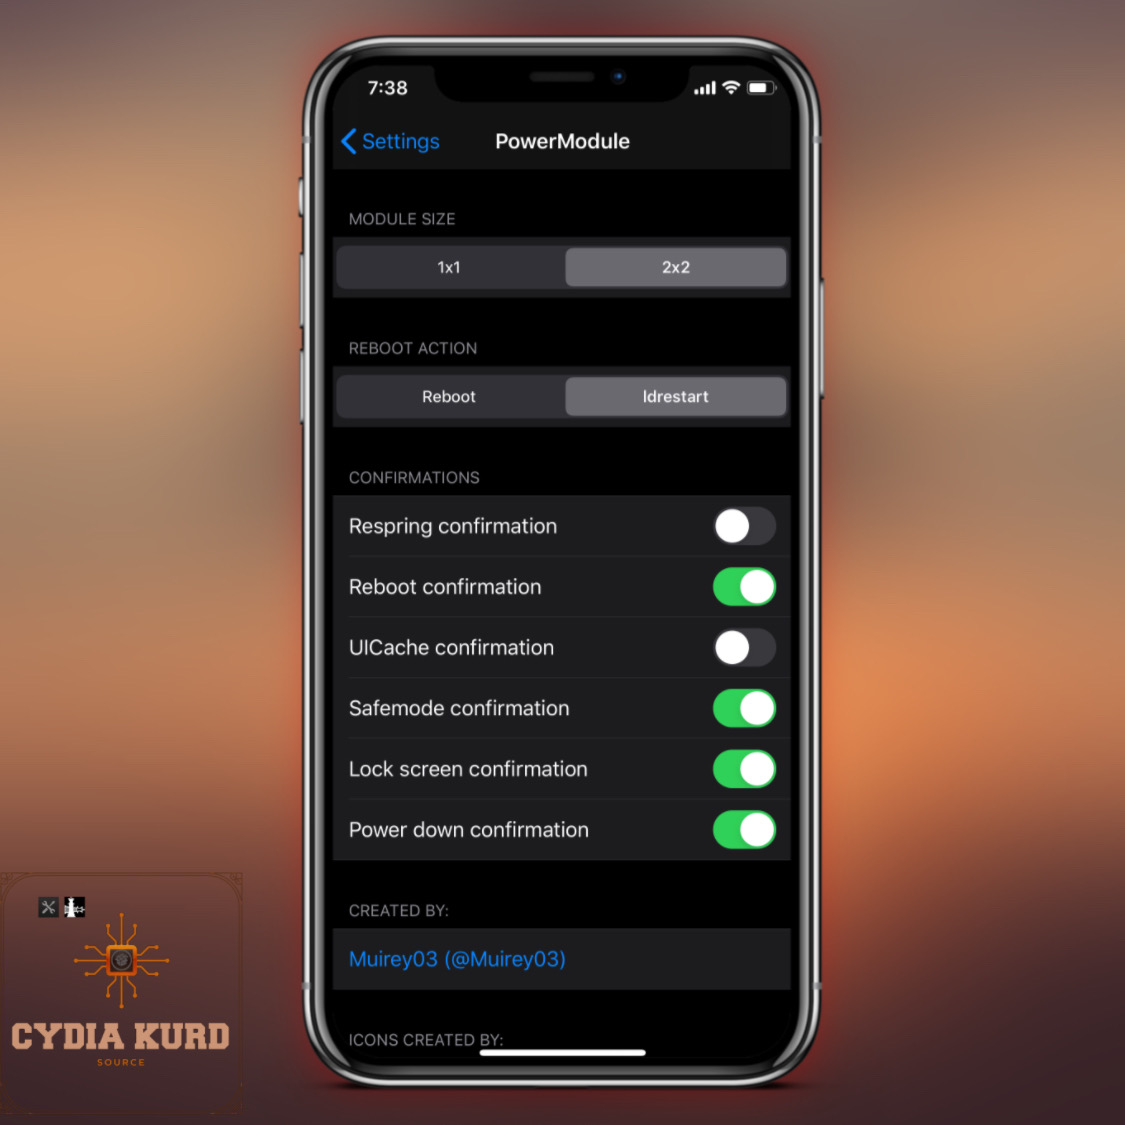 7:38
Settings
PowerModule
MODULE SIZE
1x1 2x2
REBOOT ACTION
Reboot ldrestart
CONFIRMATIONS
Respring confirmation
Reboot confirmation
UICache confirmation
Safemode confirmation
Lock screen confirmation
Power down confirmation
CREATED BY:
Muirey03 (@Muirey03)
ICONS CREATED BY:
CYDIA KURD
SOURCE